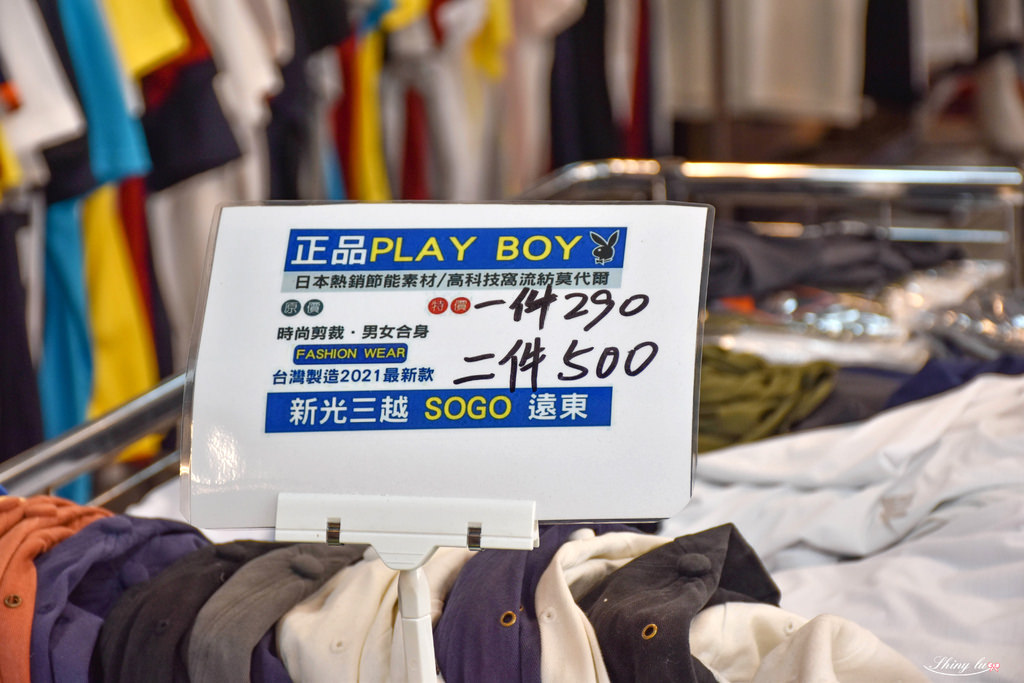 正品PLAY BOY
日本熱銷節能素材/高科技窩流紡莫代爾
原價 特價 一件290
時尚剪裁·男女合身
FASHION WEAR
二件500
台灣製造2021最新款
新光三越 SOGO 遠東
Shiny lu